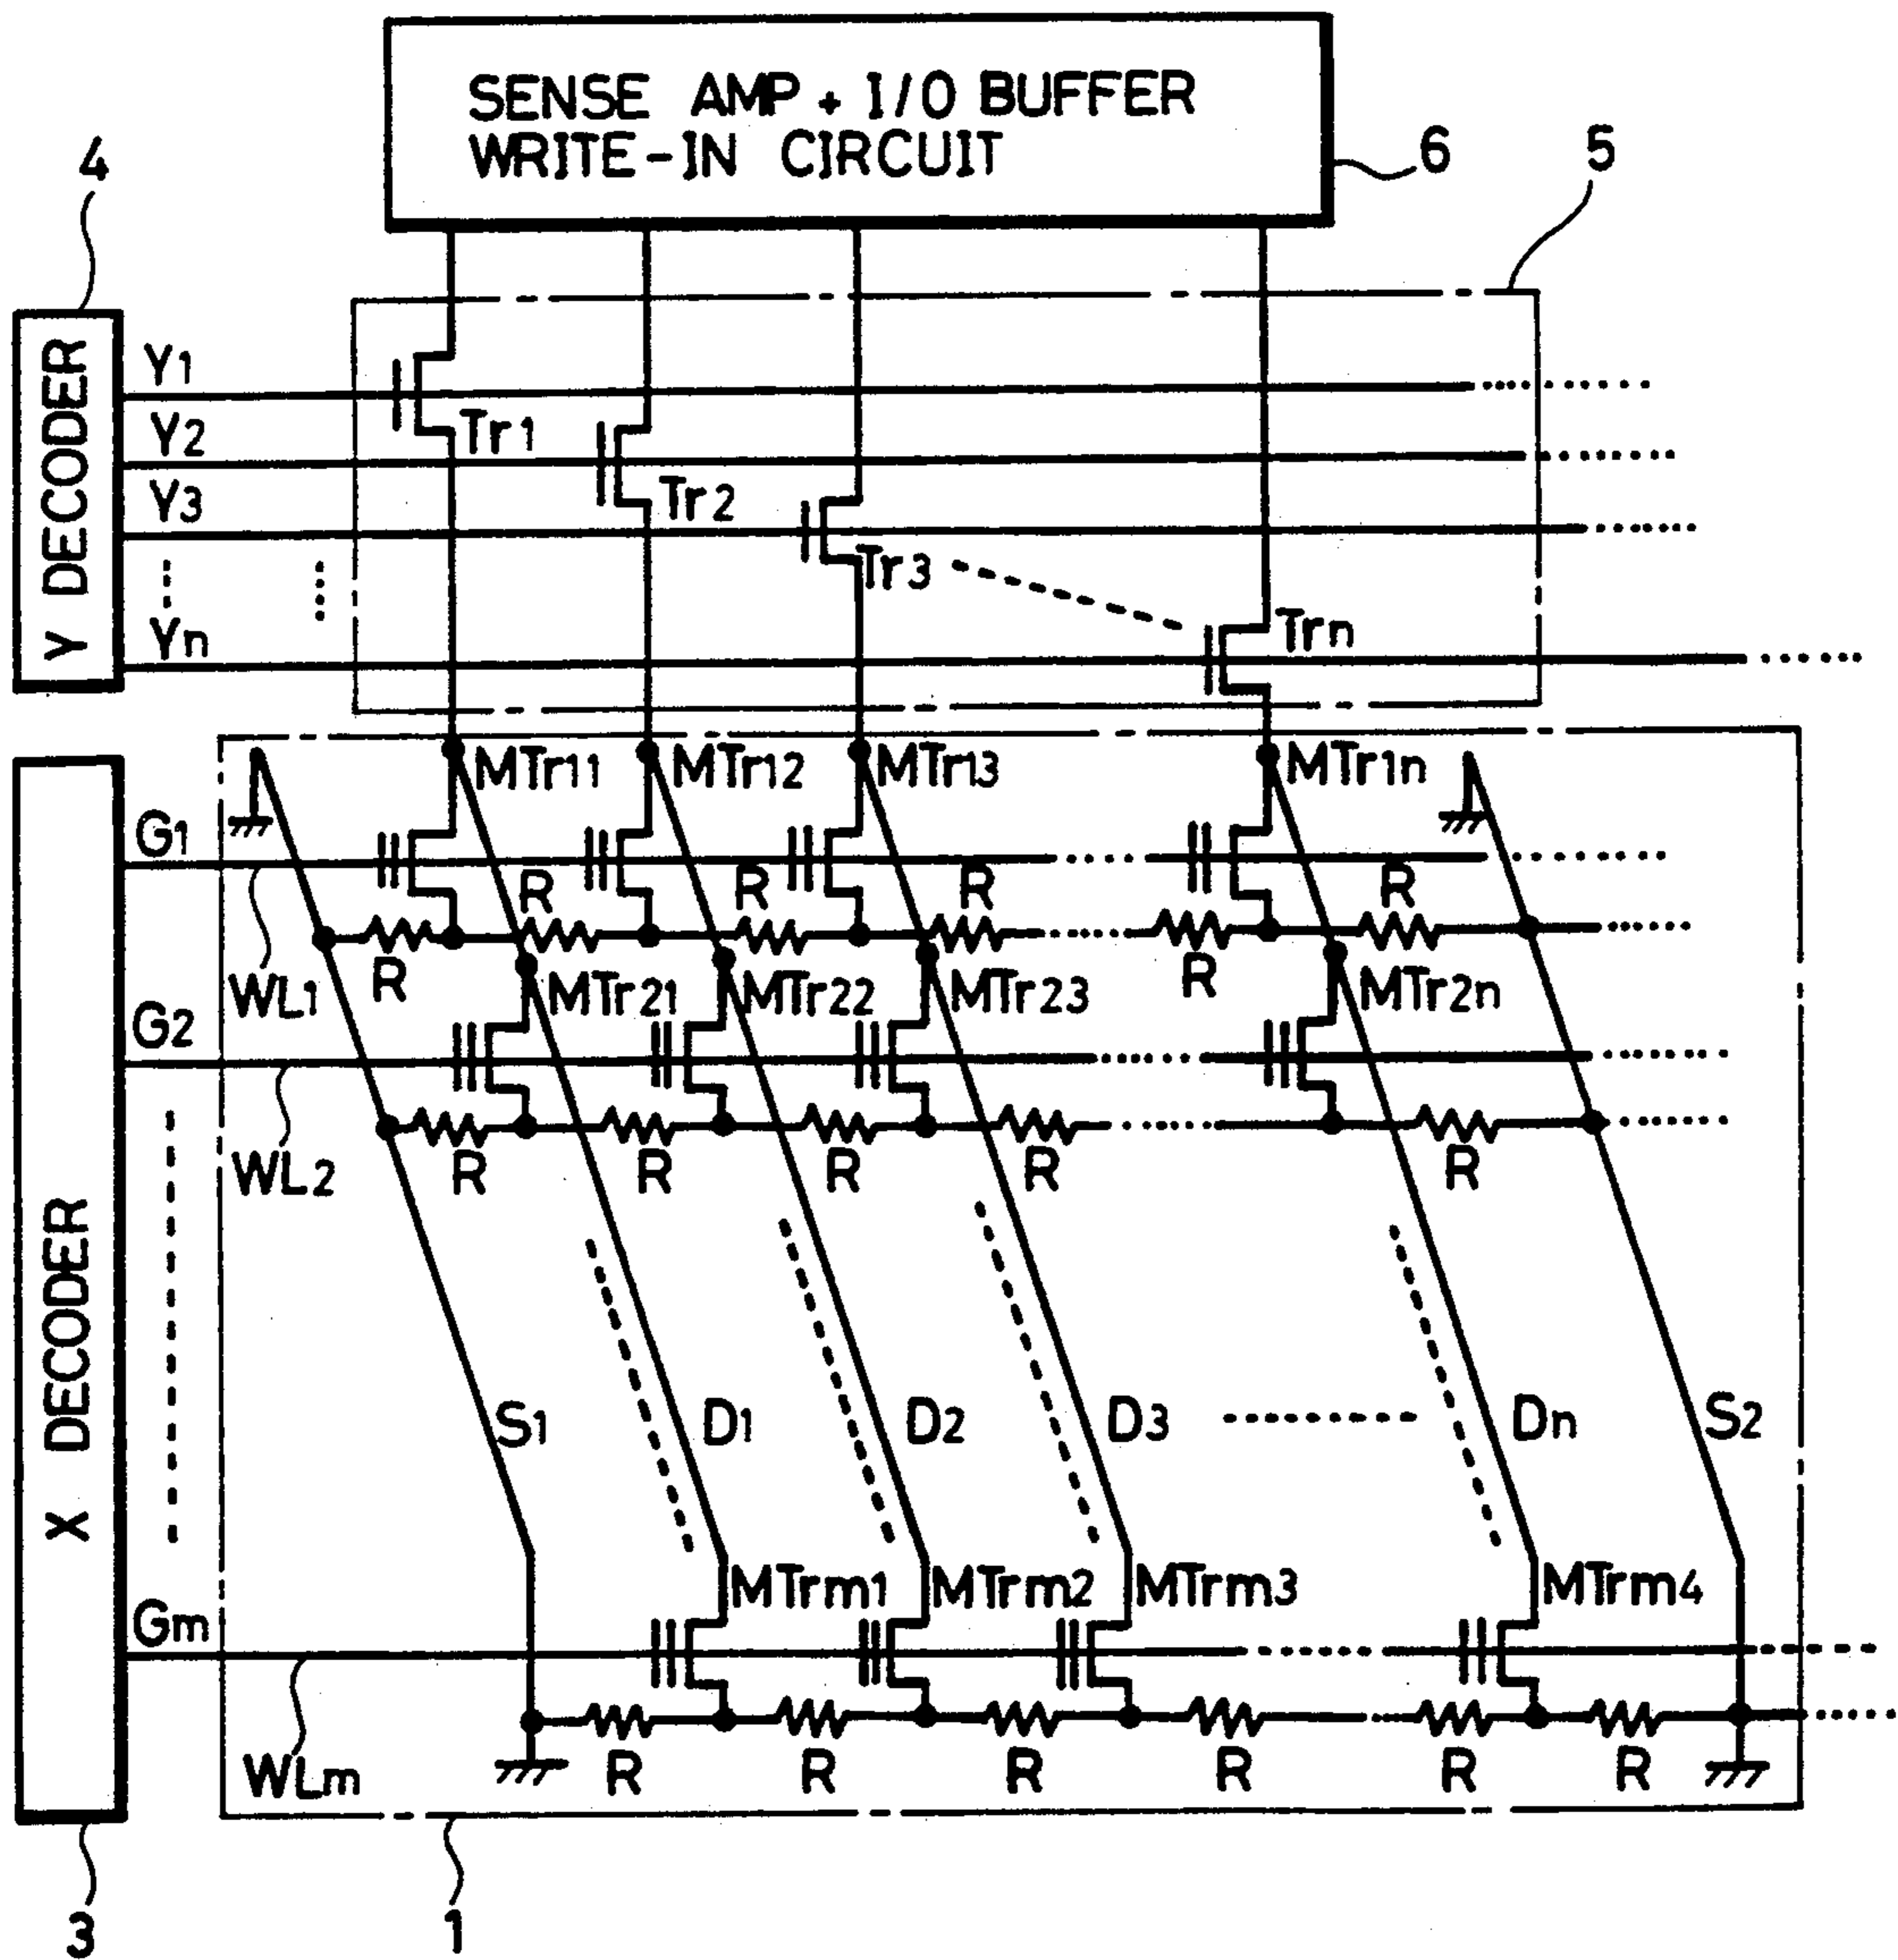 SENSE AMP + I/O BUFFER
WRITE-IN CIRCUIT
6
5
4
Y DECODER
Y1
Tr1
Y2
Tr2
Y3
Tr3
Yn
Trn
MTr11
MTr12
MTr13
MTr1n
G1
R
R
R
R
R
R
WL1
MTr21
MTr22
MTr23
MTr2n
G2
WL2
R
R
R
R
R
X DECODER
S1
D1
D2
D3
Dn
S2
MTrm1
MTrm2
MTrm3
MTrm4
Gm
WLm
R
R
R
R
R
R
3
1